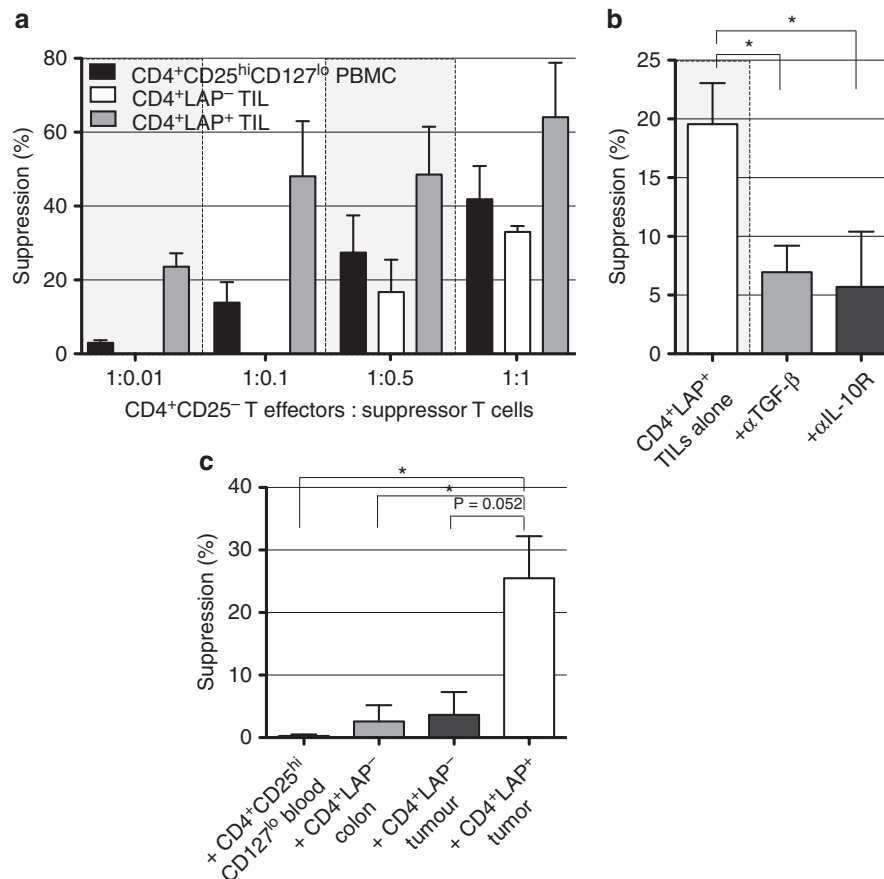 a
80
60
40
20
0
Suppression (%)
CD4⁺CD25ʰⁱCD127ˡᵒ PBMC
CD4⁺LAP⁻ TIL
CD4⁺LAP⁺ TIL
1:0.01
1:0.1
1:0.5
1:1
CD4⁺CD25⁻ T effectors : suppressor T cells
b
*
*
25
20
15
10
5
0
Suppression (%)
CD4⁺LAP⁺
TILs alone
+αTGF-β
+αIL-10R
c
*
*
P = 0.052
40
30
20
10
0
Suppression (%)
+ CD4⁺CD25ʰⁱ
CD127ˡᵒ blood
+ CD4⁺LAP⁻
colon
+ CD4⁺LAP⁻
tumour
+ CD4⁺LAP⁺
tumor